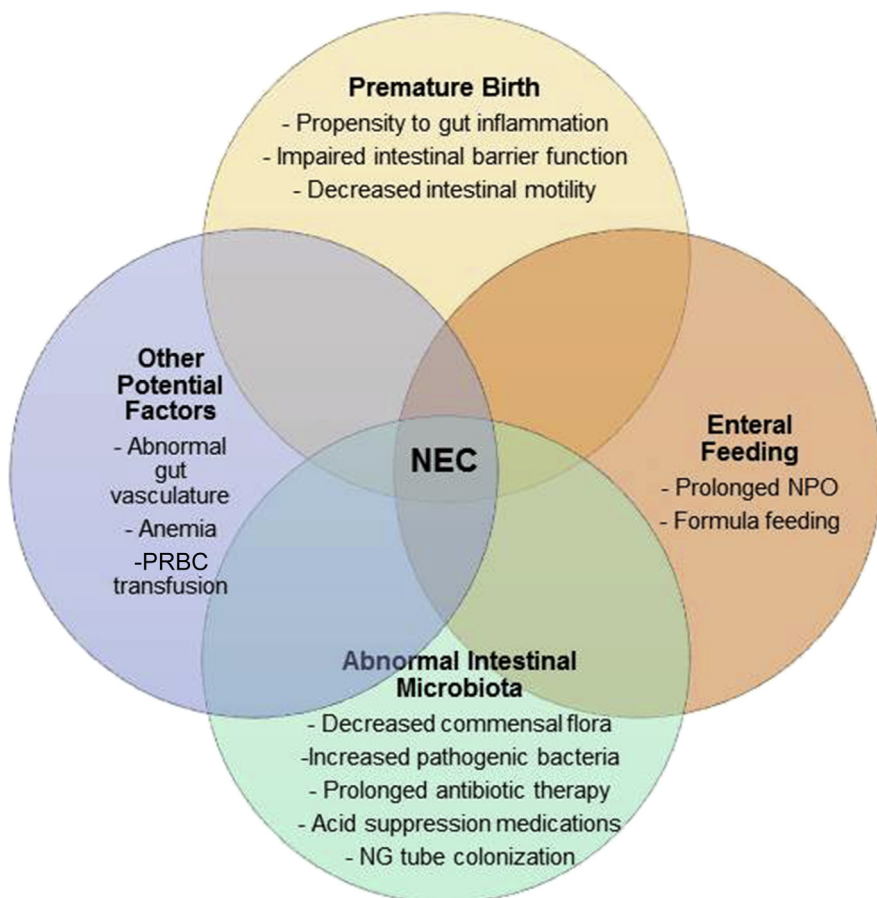 Premature Birth
- Propensity to gut inflammation
- Impaired intestinal barrier function
- Decreased intestinal motility
Other
Potential
Factors
- Abnormal
gut
vasculature
- Anemia
-PRBC
transfusion
NEC
Enteral
Feeding
- Prolonged NPO
- Formula feeding
Abnormal Intestinal
Microbiota
- Decreased commensal flora
-Increased pathogenic bacteria
- Prolonged antibiotic therapy
- Acid suppression medications
- NG tube colonization